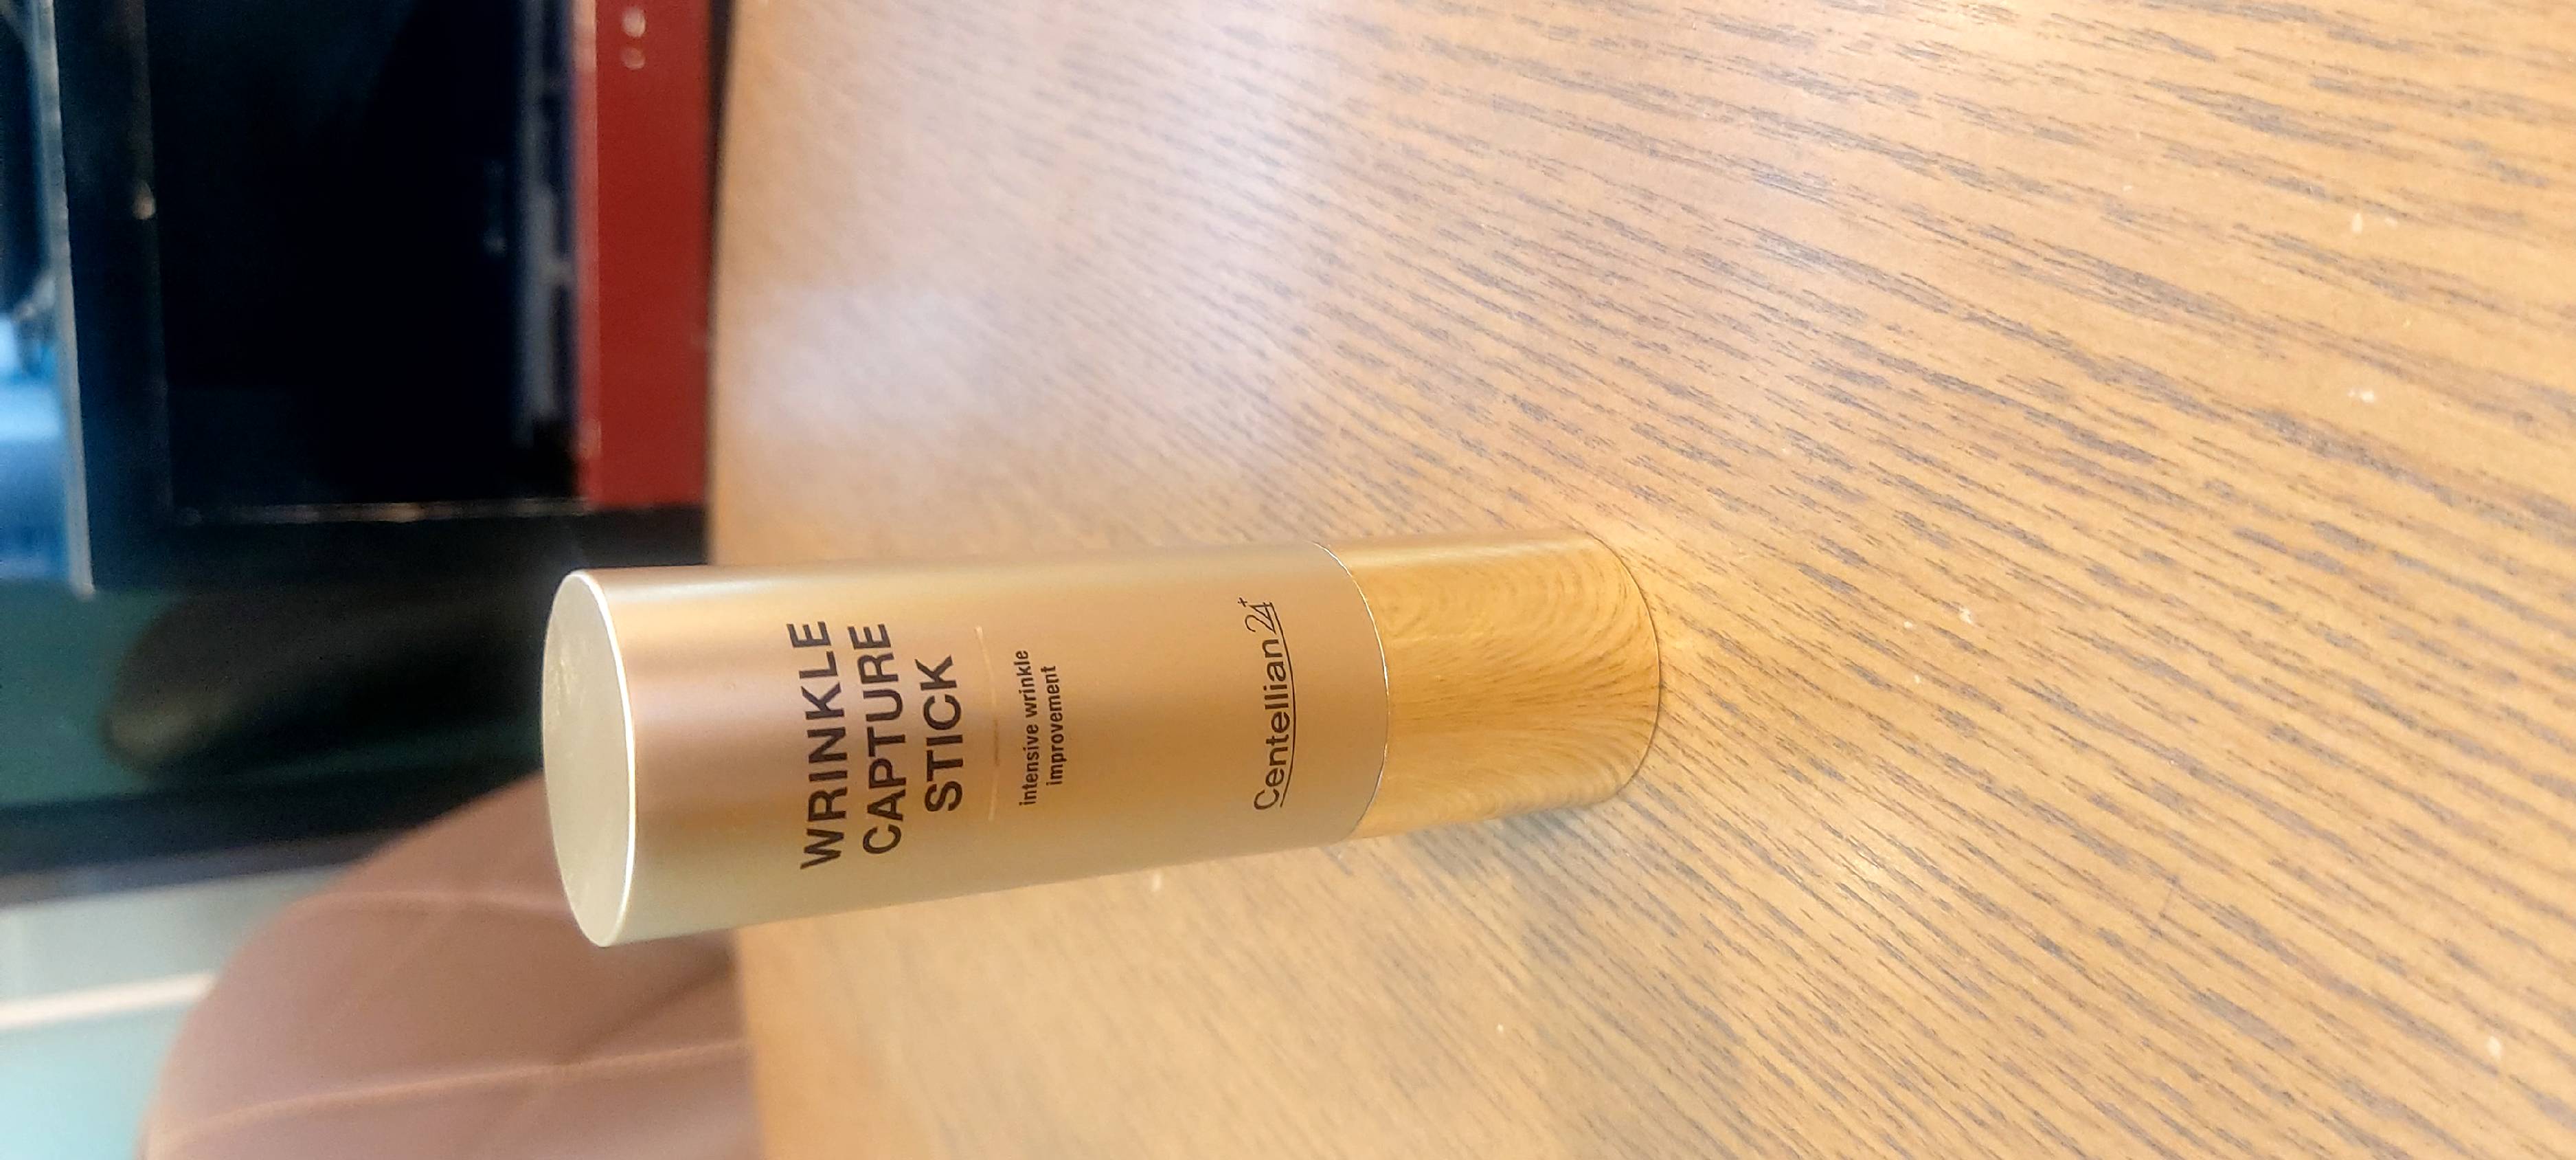 WRINKLE
CAPTURE
STICK
intensive wrinkle
improvement
Centellian24+